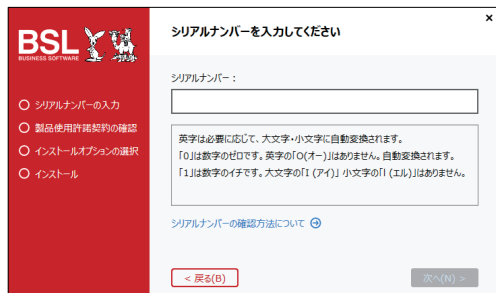 BSL
BUSINESS SOFTWARE
シリアルナンバーの入力
製品使用許諾契約の確認
インストールオプションの選択
インストール
シリアルナンバーを入力してください
×
シリアルナンバー：
英字は必要に応じて、大文字・小文字に自動変換されます。
「0」は数字のゼロです。英字の「O(オー)」はありません。自動変換されます。
「1」は数字のイチです。大文字の「I (アイ)」 小文字の「l (エル)」はありません。
シリアルナンバーの確認方法について
< 戻る(B)
次へ(N) >